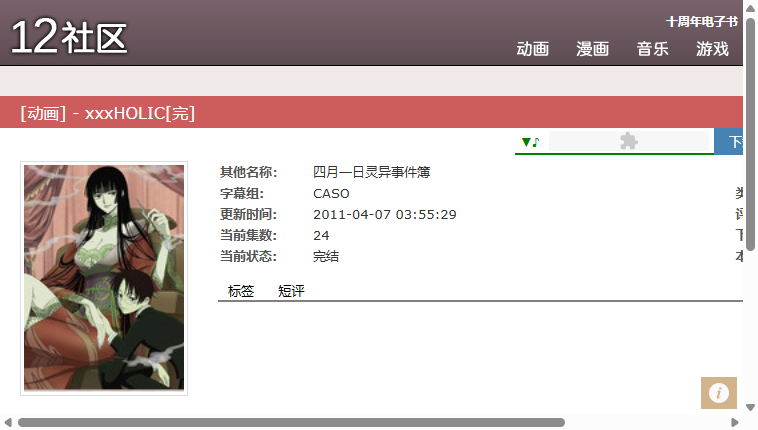 12社区
十周年电子书
动画 漫画 音乐 游戏
[动画] - xxxHOLIC[完]
▼♪
下
其他名称: 四月一日灵异事件簿
字幕组: CASO
更新时间: 2011-04-07 03:55:29
当前集数: 24
当前状态: 完结
标签 短评